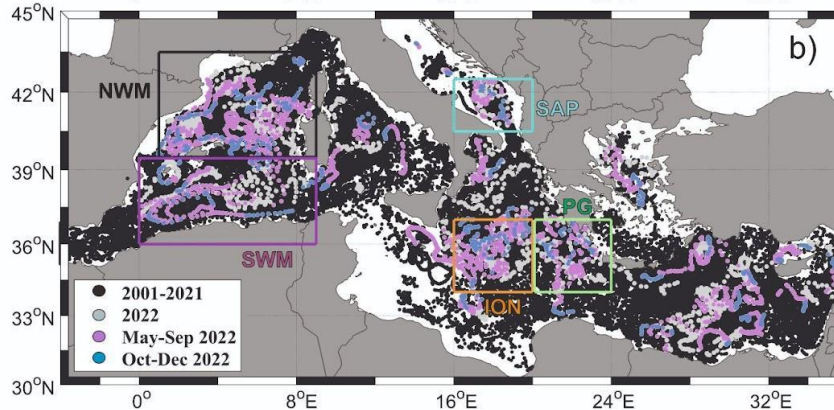 45°N
b)
NWM
42°N
SAP
39°N
PG
36°N
SWM
ION
2001-2021
2022
May-Sep 2022
Oct-Dec 2022
33°N
30°N
0°
8°E
16°E
24°E
32°E